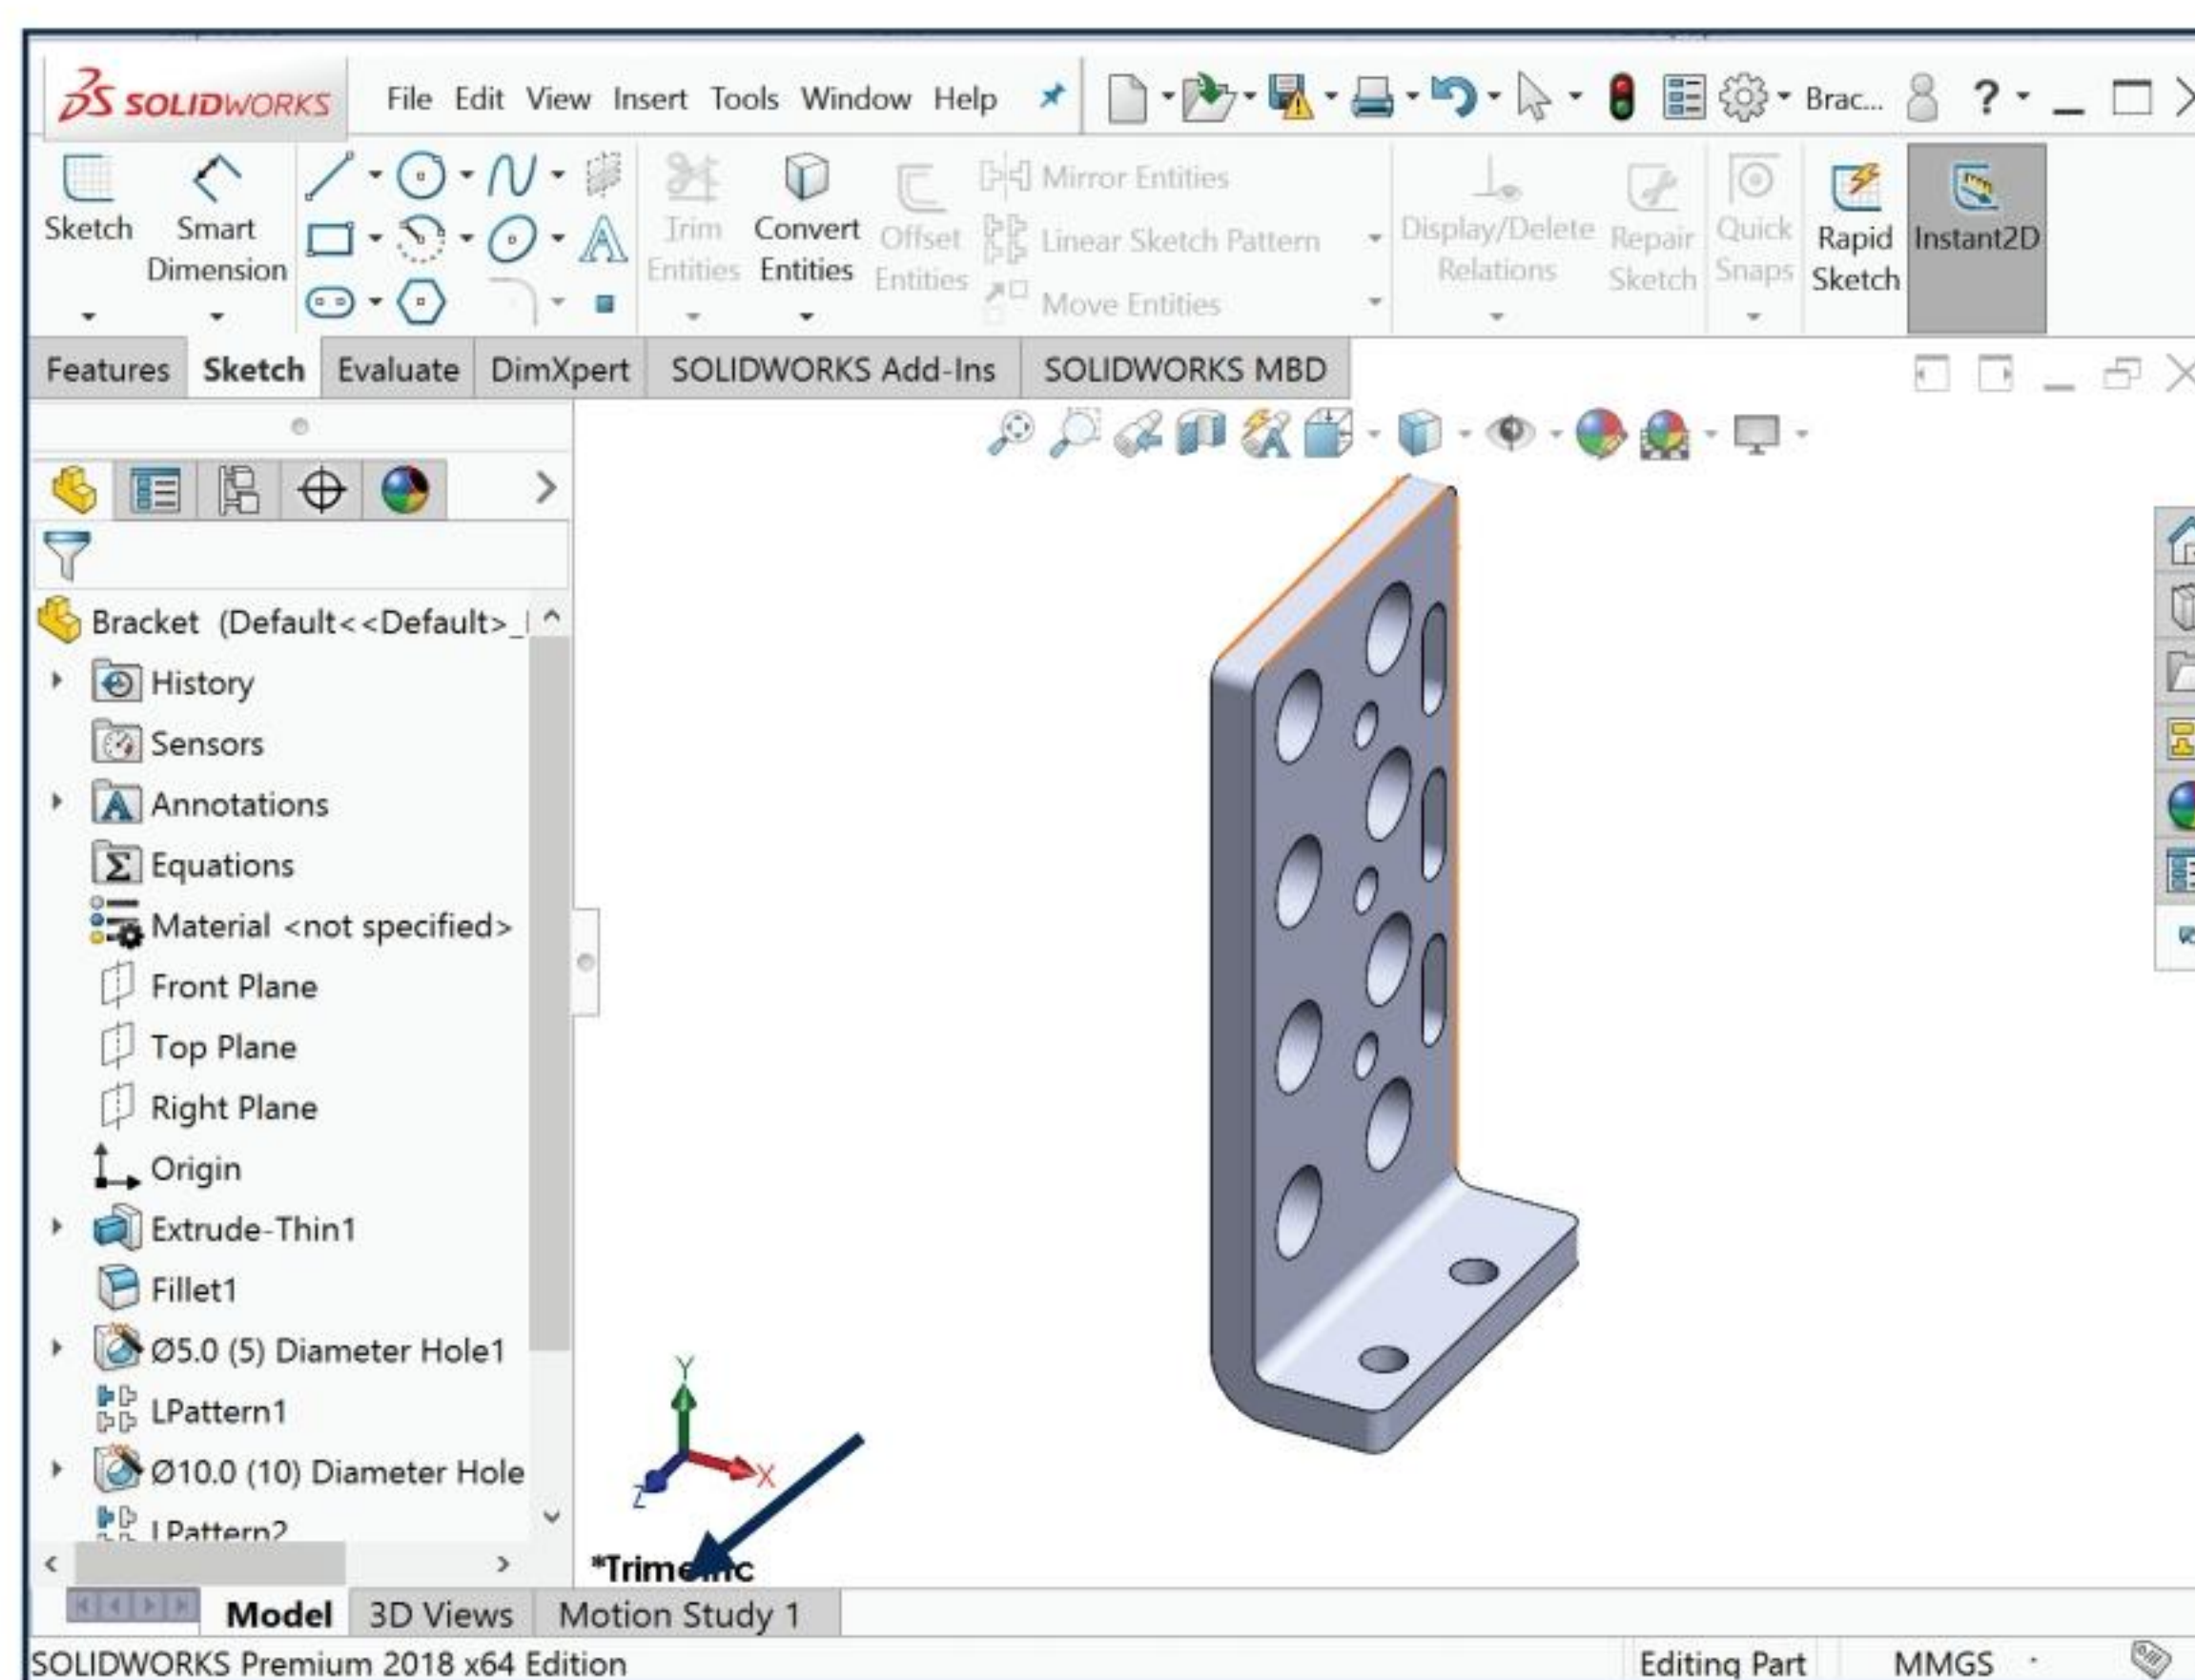 SOLIDWORKS File Edit View Insert Tools Window Help Brac... ?
Sketch Smart Dimension Trim Entities Convert Entities Offset Entities Mirror Entities
Linear Sketch Pattern
Move Entities
Display/Delete Relations Repair Sketch Quick Snaps Rapid Sketch Instant2D
Features Sketch Evaluate DimXpert SOLIDWORKS Add-Ins SOLIDWORKS MBD
Bracket (Default<<Default>_
History
Sensors
Annotations
Equations
Material <not specified>
Front Plane
Top Plane
Right Plane
Origin
Extrude-Thin1
Fillet1
Ø5.0 (5) Diameter Hole1
LPattern1
Ø10.0 (10) Diameter Hole
LPattern2
Y
X
Z
Model 3D Views Motion Study 1
SOLIDWORKS Premium 2018 x64 Edition Editing Part MMGS